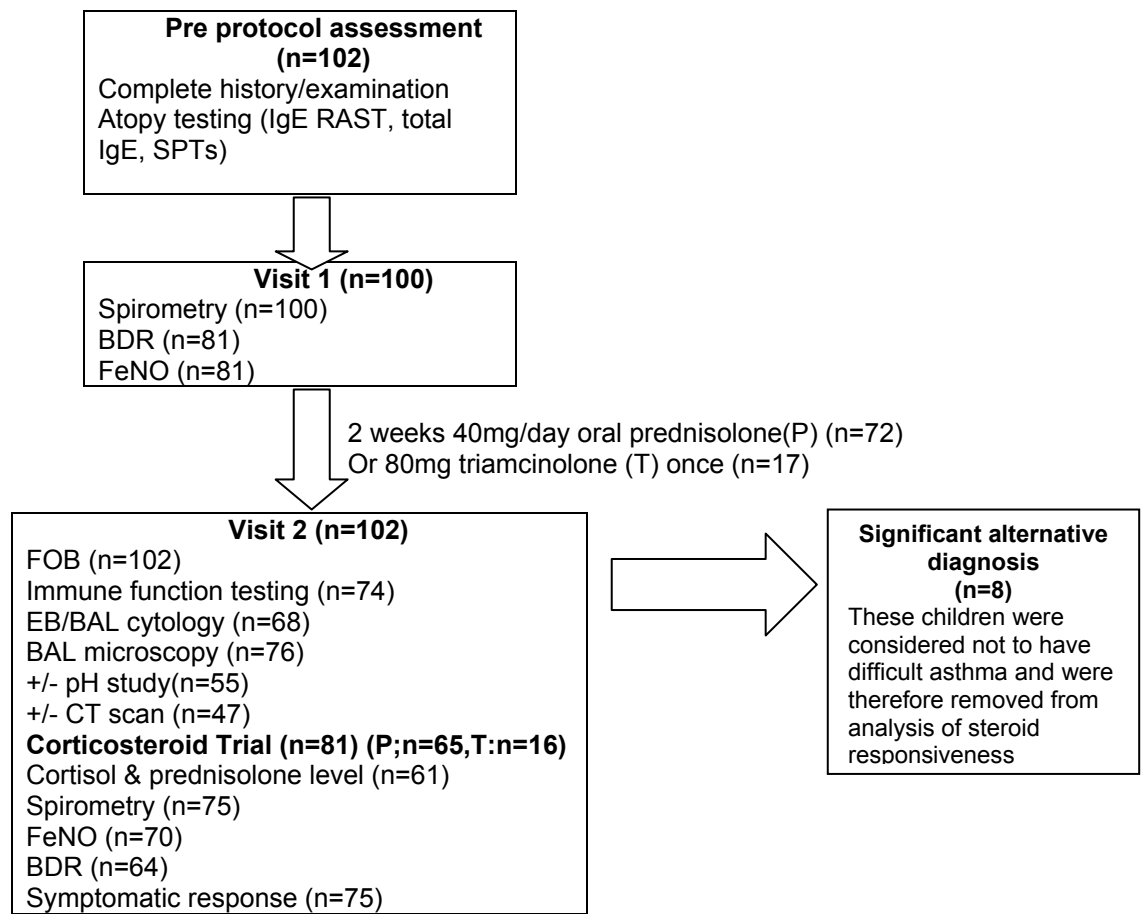 Pre protocol assessment
(n=102)
Complete history/examination
Atopy testing (IgE RAST, total
IgE, SPTs)
Visit 1 (n=100)
Spirometry (n=100)
BDR (n=81)
FeNO (n=81)
2 weeks 40mg/day oral prednisolone(P) (n=72)
Or 80mg triamcinolone (T) once (n=17)
Visit 2 (n=102)
FOB (n=102)
Immune function testing (n=74)
EB/BAL cytology (n=68)
BAL microscopy (n=76)
+/- pH study(n=55)
+/- CT scan (n=47)
Corticosteroid Trial (n=81) (P;n=65,T:n=16)
Cortisol & prednisolone level (n=61)
Spirometry (n=75)
FeNO (n=70)
BDR (n=64)
Symptomatic response (n=75)
Significant alternative
diagnosis
(n=8)
These children were
considered not to have
difficult asthma and were
therefore removed from
analysis of steroid
responsiveness